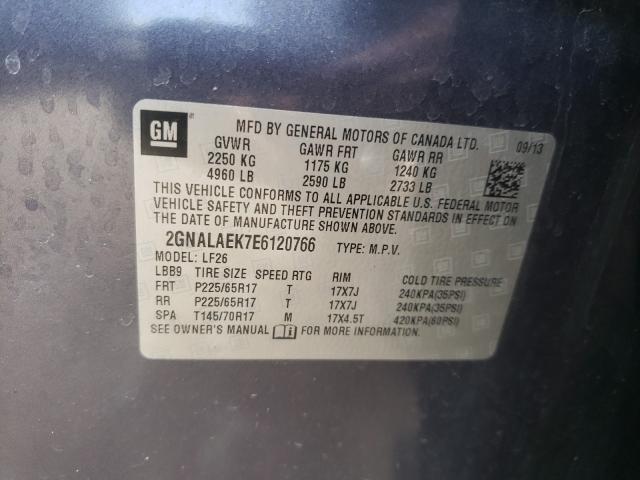 GM
MFD BY GENERAL MOTORS OF CANADA LTD. 09/13
GVWR GAWR FRT GAWR RR
2250 KG 1175 KG 1240 KG
4960 LB 2590 LB 2733 LB
THIS VEHICLE CONFORMS TO ALL APPLICABLE U.S. FEDERAL MOTOR
VEHICLE SAFETY AND THEFT PREVENTION STANDARDS IN EFFECT ON
THE DATE OF MANUFACTURE SHOWN ABOVE.
2GNALAEK7E6120766 TYPE: M.P.V.
MODEL: LF26
LBB9 TIRE SIZE SPEED RTG RIM COLD TIRE PRESSURE
FRT P225/65R17 T 17X7J 240KPA(35PSI)
RR P225/65R17 T 17X7J 240KPA(35PSI)
SPA T145/70R17 M 17X4.5T 420KPA(60PSI)
SEE OWNER'S MANUAL FOR MORE INFORMATION.